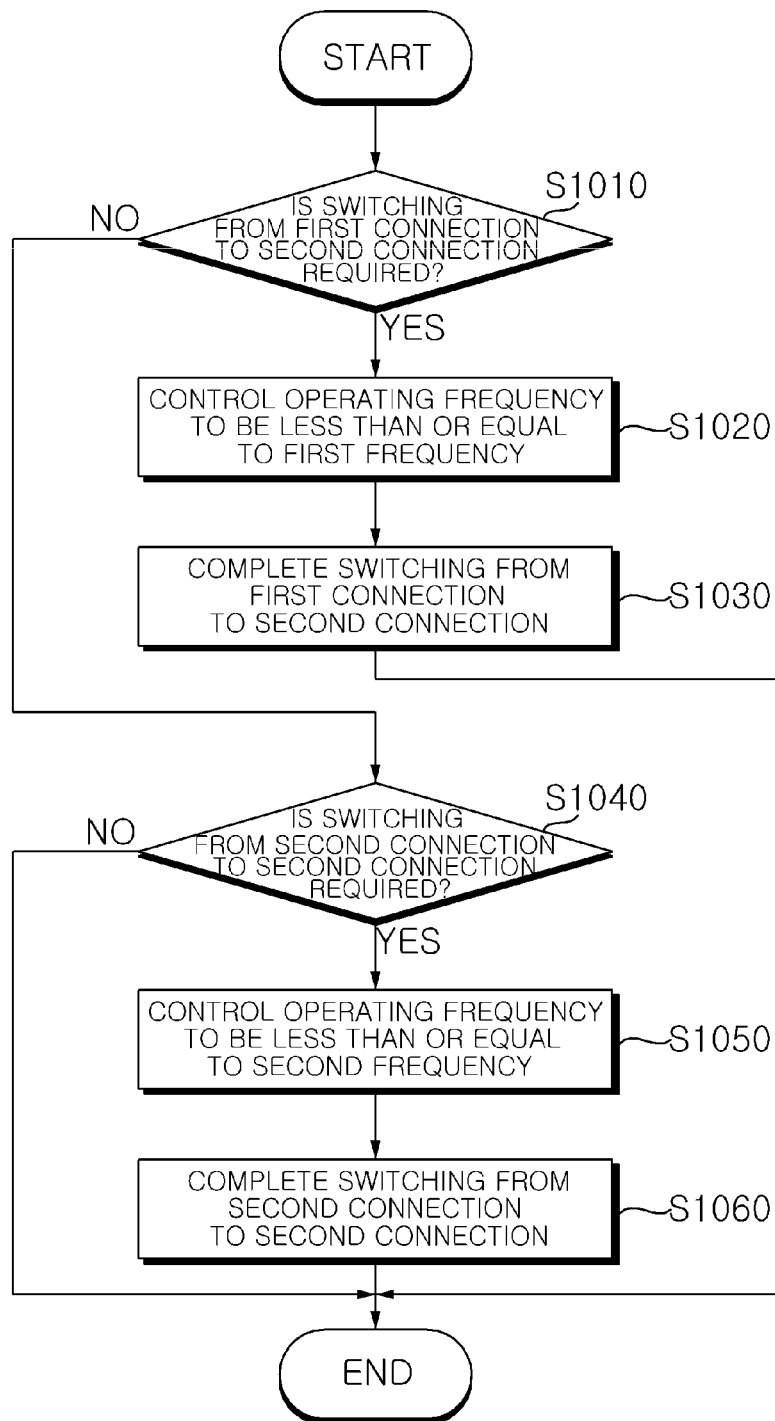 START
S1010
IS SWITCHING
FROM FIRST CONNECTION
TO SECOND CONNECTION
REQUIRED?
NO
YES
CONTROL OPERATING FREQUENCY
TO BE LESS THAN OR EQUAL
TO FIRST FREQUENCY
S1020
COMPLETE SWITCHING FROM
FIRST CONNECTION
TO SECOND CONNECTION
S1030
S1040
IS SWITCHING
FROM SECOND CONNECTION
TO SECOND CONNECTION
REQUIRED?
NO
YES
CONTROL OPERATING FREQUENCY
TO BE LESS THAN OR EQUAL
TO SECOND FREQUENCY
S1050
COMPLETE SWITCHING FROM
SECOND CONNECTION
TO SECOND CONNECTION
S1060
END